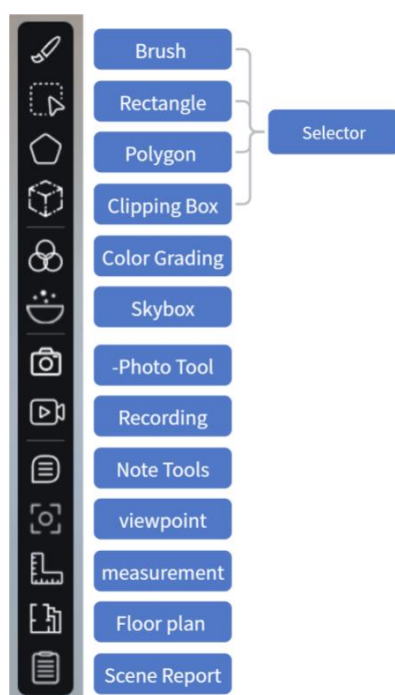 Brush
Rectangle
Polygon
Clipping Box
Selector
Color Grading
Skybox
-Photo Tool
Recording
Note Tools
viewpoint
measurement
Floor plan
Scene Report